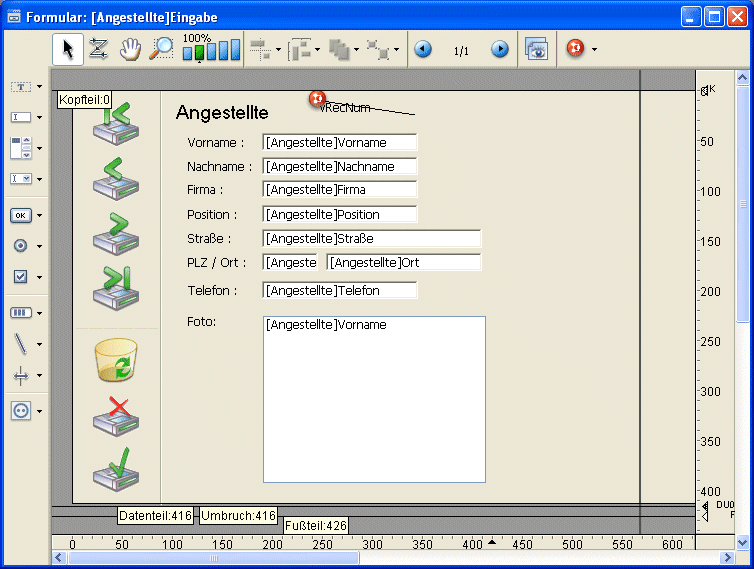 Formular: [Angestellte]Eingabe
100%
1/1
Kopfteil:0
Angestellte
vRecNum
Vorname : [Angestellte]Vorname
Nachname : [Angestellte]Nachname
Firma : [Angestellte]Firma
Position : [Angestellte]Position
Straße : [Angestellte]Straße
PLZ / Ort : [Angeste [Angestellte]Ort
Telefon : [Angestellte]Telefon
Foto: [Angestellte]Vorname
OK
50
100
150
200
250
300
350
400
Datenteil:416 Umbruch:416
Fußteil:426
0 50 100 150 200 250 300 350 400 450 500 550 600